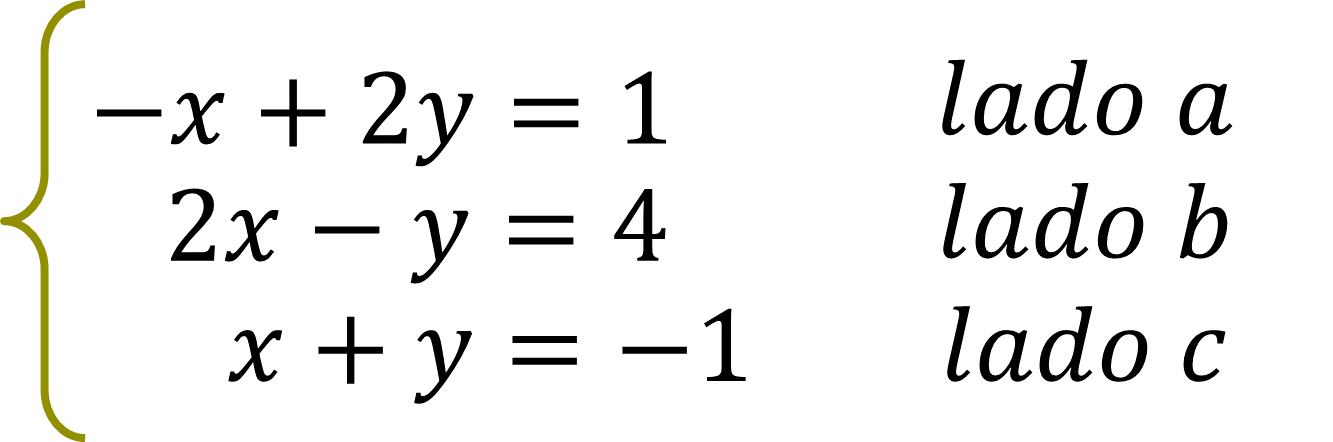 −x + 2y = 1 lado a
2x − y = 4 lado b
x + y = −1 lado c